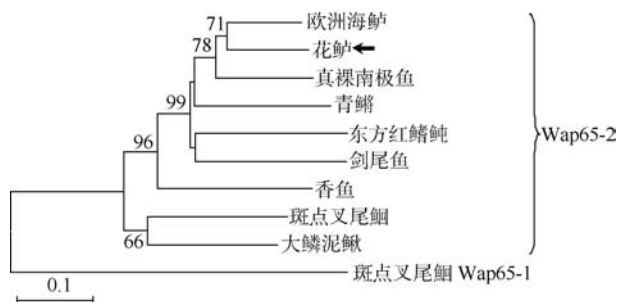 71
欧洲海鲈
花鲈
78
真裸南极鱼
青鳉
99
东方红鳍鲀
Wap65-2
剑尾鱼
96
香鱼
斑点叉尾鮰
66
大鳞泥鳅
斑点叉尾鮰 Wap65-1
0.1